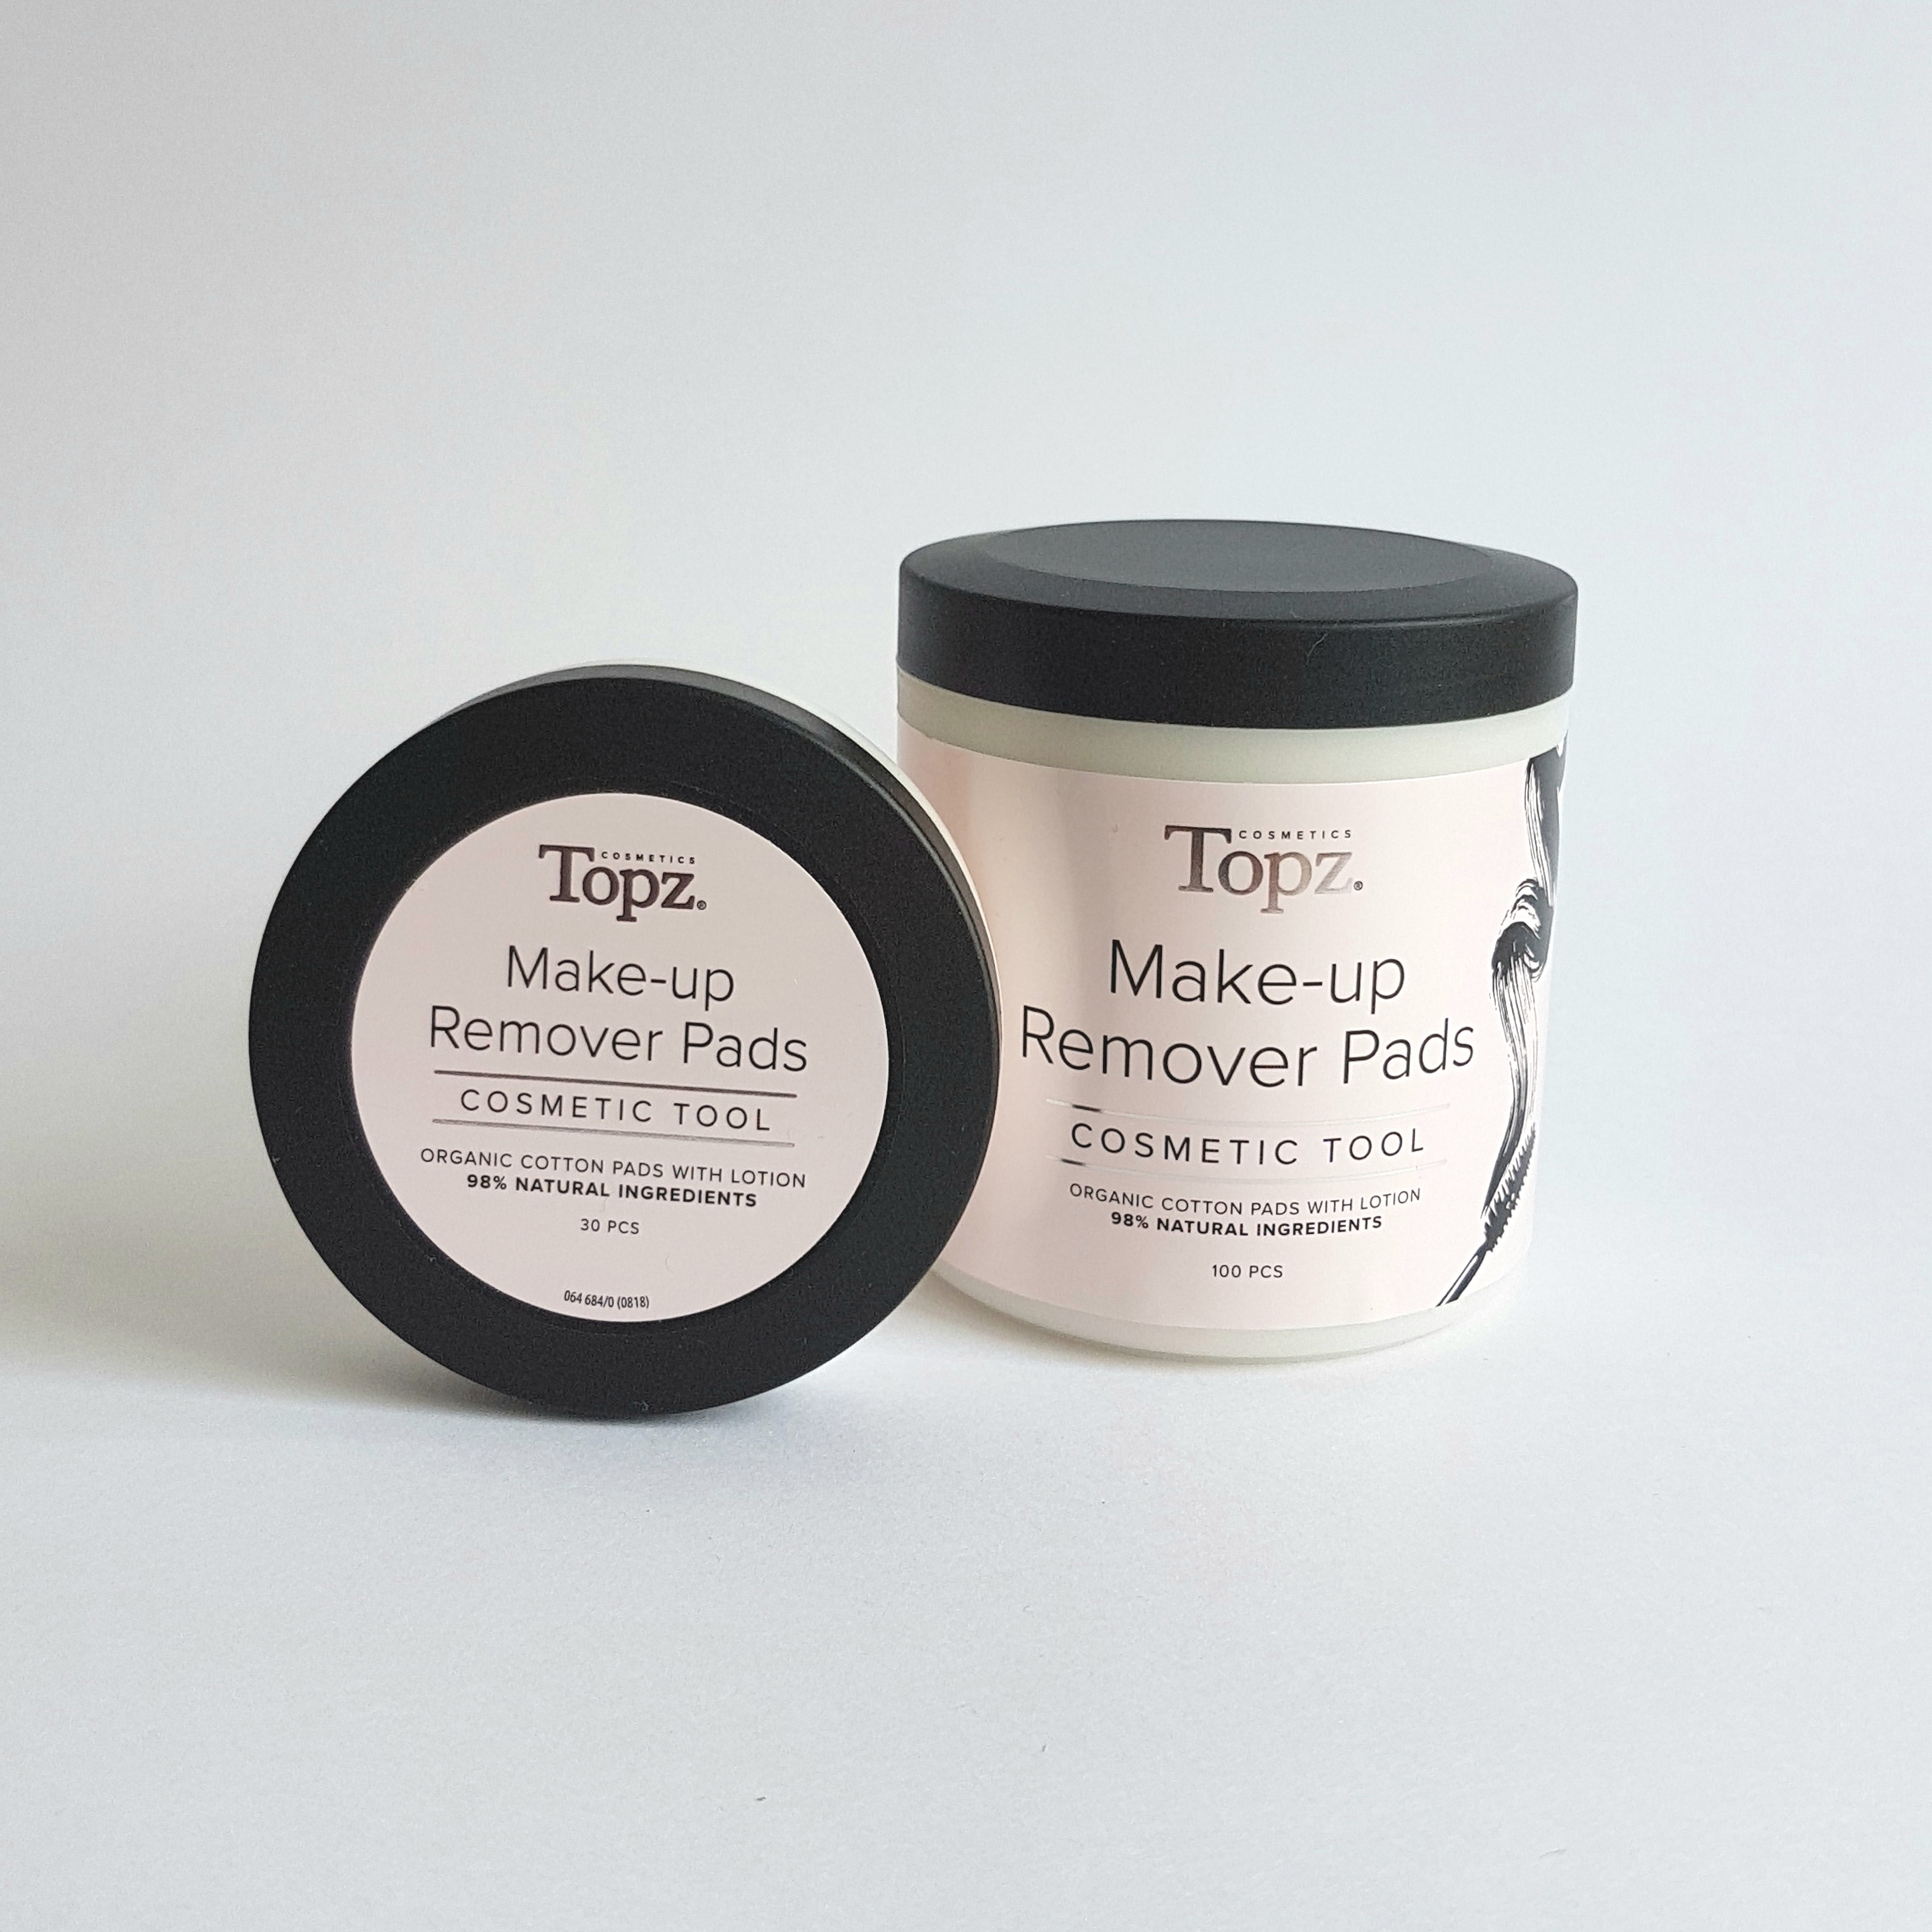 COSMETICS
Topz.®
Make-up
Remover Pads
COSMETIC TOOL
ORGANIC COTTON PADS WITH LOTION
98% NATURAL INGREDIENTS
30 PCS
064 684/0 (0818)
COSMETICS
Topz.®
Make-up
Remover Pads
COSMETIC TOOL
ORGANIC COTTON PADS WITH LOTION
98% NATURAL INGREDIENTS
100 PCS